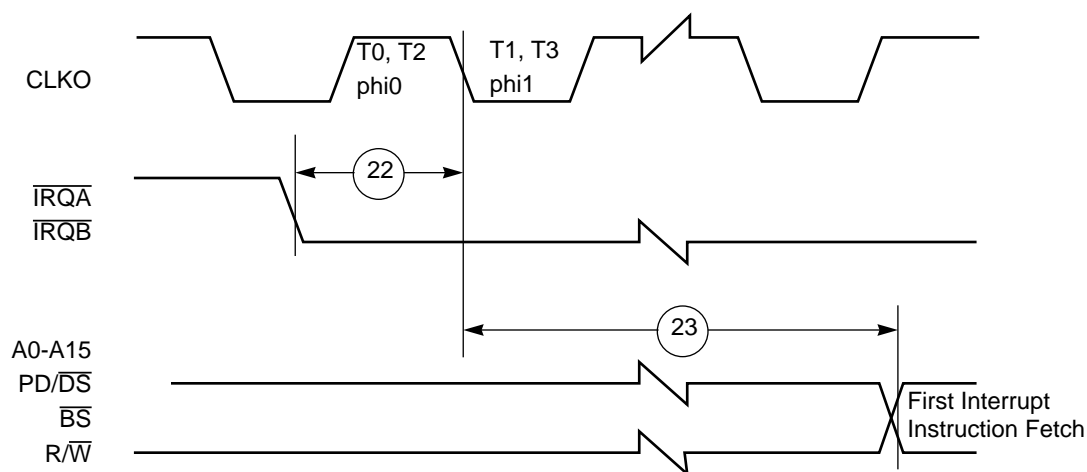 CLKO
T0, T2
phi0
T1, T3
phi1
22
IRQA
IRQB
23
A0-A15
PD/DS
BS
R/W
First Interrupt
Instruction Fetch